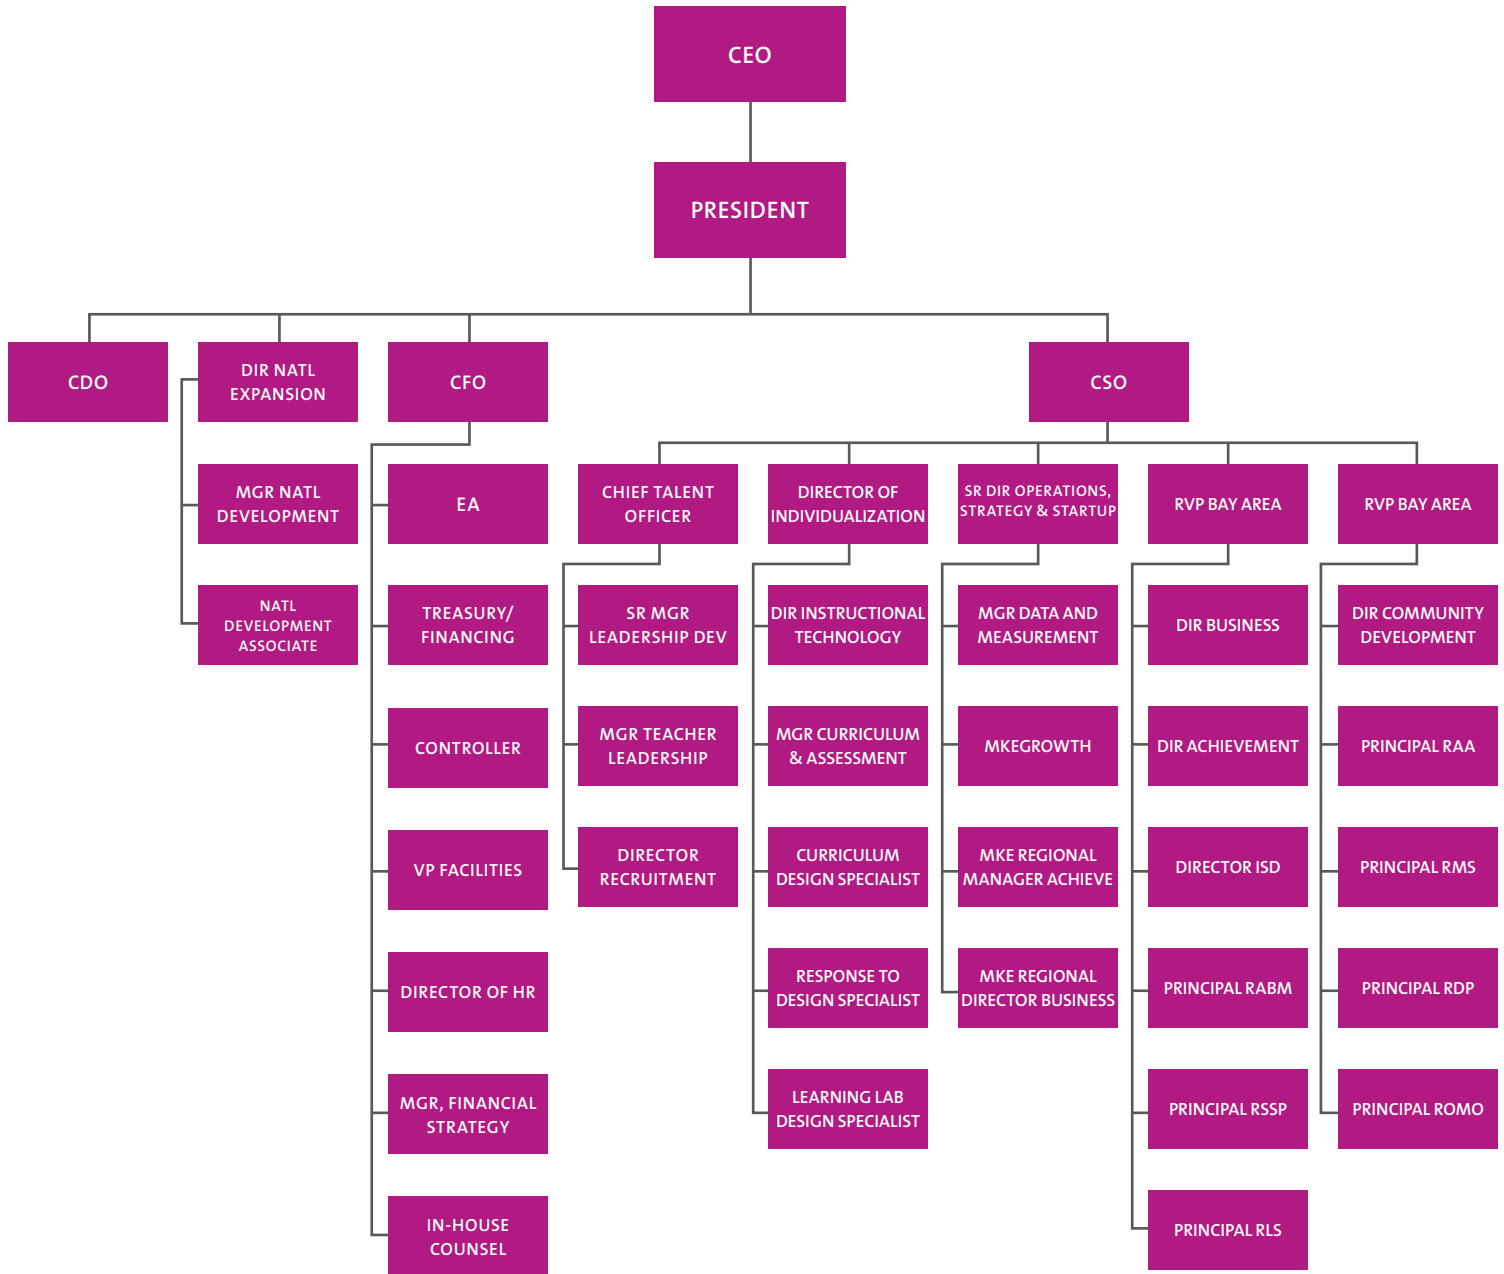 CEO
PRESIDENT
CDO
DIR NATL
EXPANSION
MGR NATL
DEVELOPMENT
NATL
DEVELOPMENT
ASSOCIATE
CFO
EA
TREASURY/
FINANCING
CONTROLLER
VP FACILITIES
DIRECTOR OF HR
MGR, FINANCIAL
STRATEGY
IN-HOUSE
COUNSEL
CSO
CHIEF TALENT
OFFICER
SR MGR
LEADERSHIP DEV
MGR TEACHER
LEADERSHIP
DIRECTOR
RECRUITMENT
DIRECTOR OF
INDIVIDUALIZATION
DIR INSTRUCTIONAL
TECHNOLOGY
MGR CURRICULUM
& ASSESSMENT
CURRICULUM
DESIGN SPECIALIST
RESPONSE TO
DESIGN SPECIALIST
LEARNING LAB
DESIGN SPECIALIST
SR DIR OPERATIONS,
STRATEGY & STARTUP
MGR DATA AND
MEASUREMENT
MKEGROWTH
MKE REGIONAL
MANAGER ACHIEVE
MKE REGIONAL
DIRECTOR BUSINESS
RVP BAY AREA
DIR BUSINESS
DIR ACHIEVEMENT
DIRECTOR ISD
PRINCIPAL RABM
PRINCIPAL RSSP
PRINCIPAL RLS
RVP BAY AREA
DIR COMMUNITY
DEVELOPMENT
PRINCIPAL RAA
PRINCIPAL RMS
PRINCIPAL RDP
PRINCIPAL ROMO